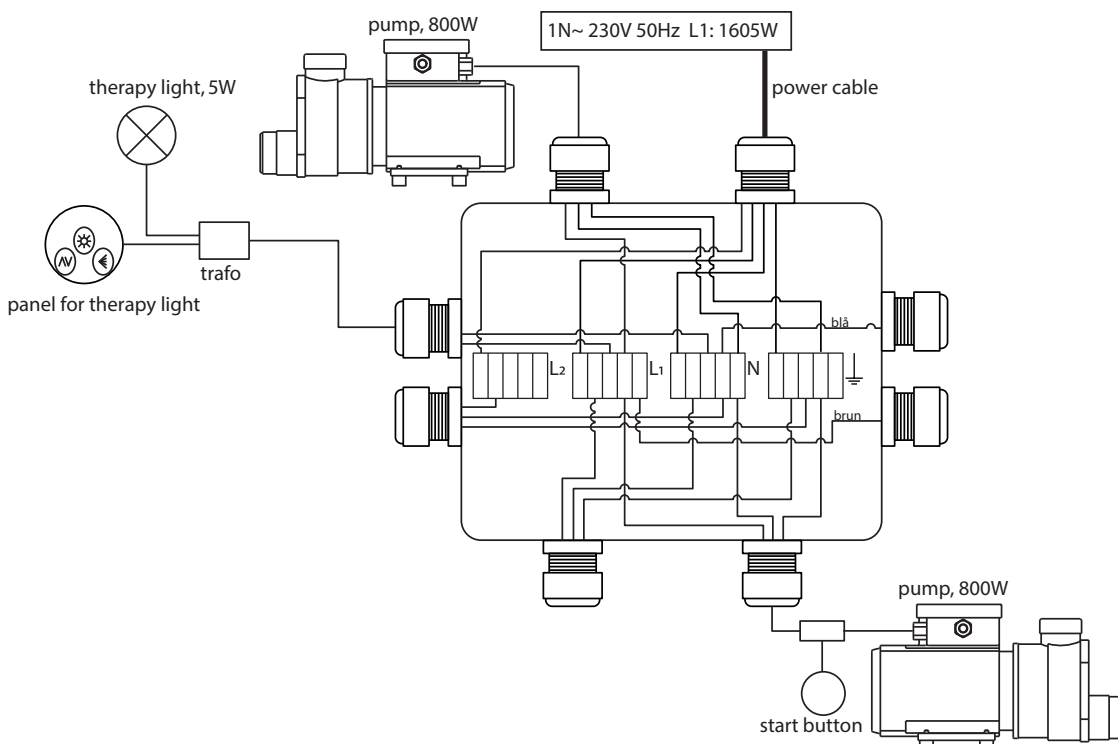 pump, 800W
1N~ 230V 50Hz L1: 1605W
therapy light, 5W
power cable
trafo
panel for therapy light
blå
L2
L1
N
brun
pump, 800W
start button